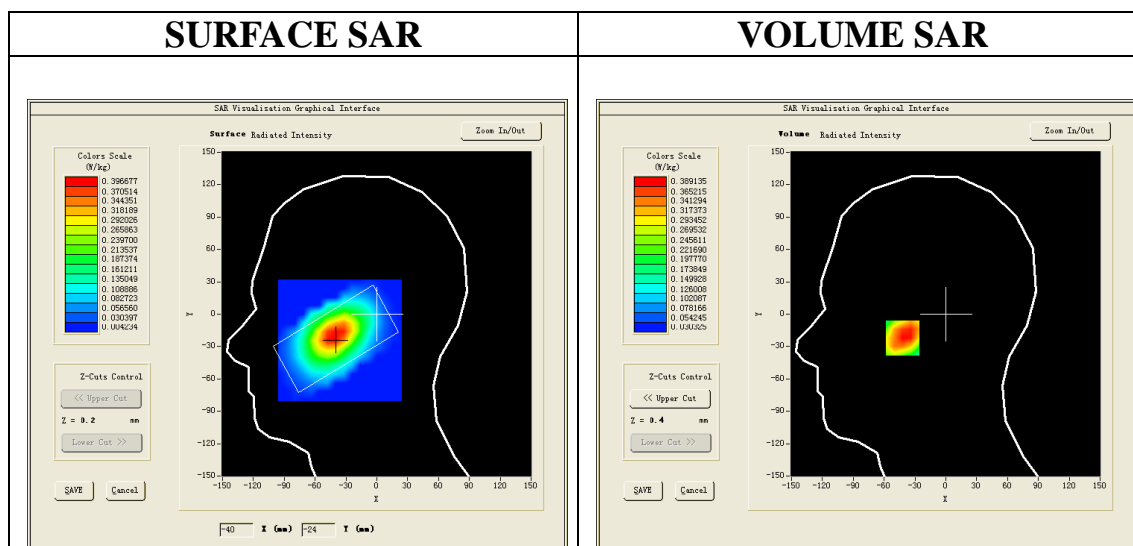 SURFACE SAR
VOLUME SAR
SAR Visualisation Graphical Interface
Surface Radiated Intensity
Zoom In/Out
Colors Scale
(W/kg)
0.396677
0.370514
0.344351
0.318189
0.292026
0.265863
0.239700
0.213537
0.187374
0.161211
0.135049
0.108886
0.082723
0.056560
0.030397
0.004234
Z-Cuts Control
<< Upper Cut
Z = 0.2 mm
Lower Cut >>
SAVE
Cancel
150
120
90
60
30
0
-30
-60
-90
-120
-150
Y
-150 -120 -90 -60 -30 0 30 60 90 120 150
X
-40 X (mm) -24 Y (mm)
SAR Visualisation Graphical Interface
Volume Radiated Intensity
Zoom In/Out
Colors Scale
(W/kg)
0.389135
0.365215
0.341294
0.317373
0.293452
0.269532
0.245611
0.221690
0.197770
0.173849
0.149928
0.126008
0.102087
0.078166
0.054245
0.030325
Z-Cuts Control
<< Upper Cut
Z = 0.4 mm
Lower Cut >>
SAVE
Cancel
150
120
90
60
30
0
-30
-60
-90
-120
-150
Y
-150 -120 -90 -60 -30 0 30 60 90 120 150
X